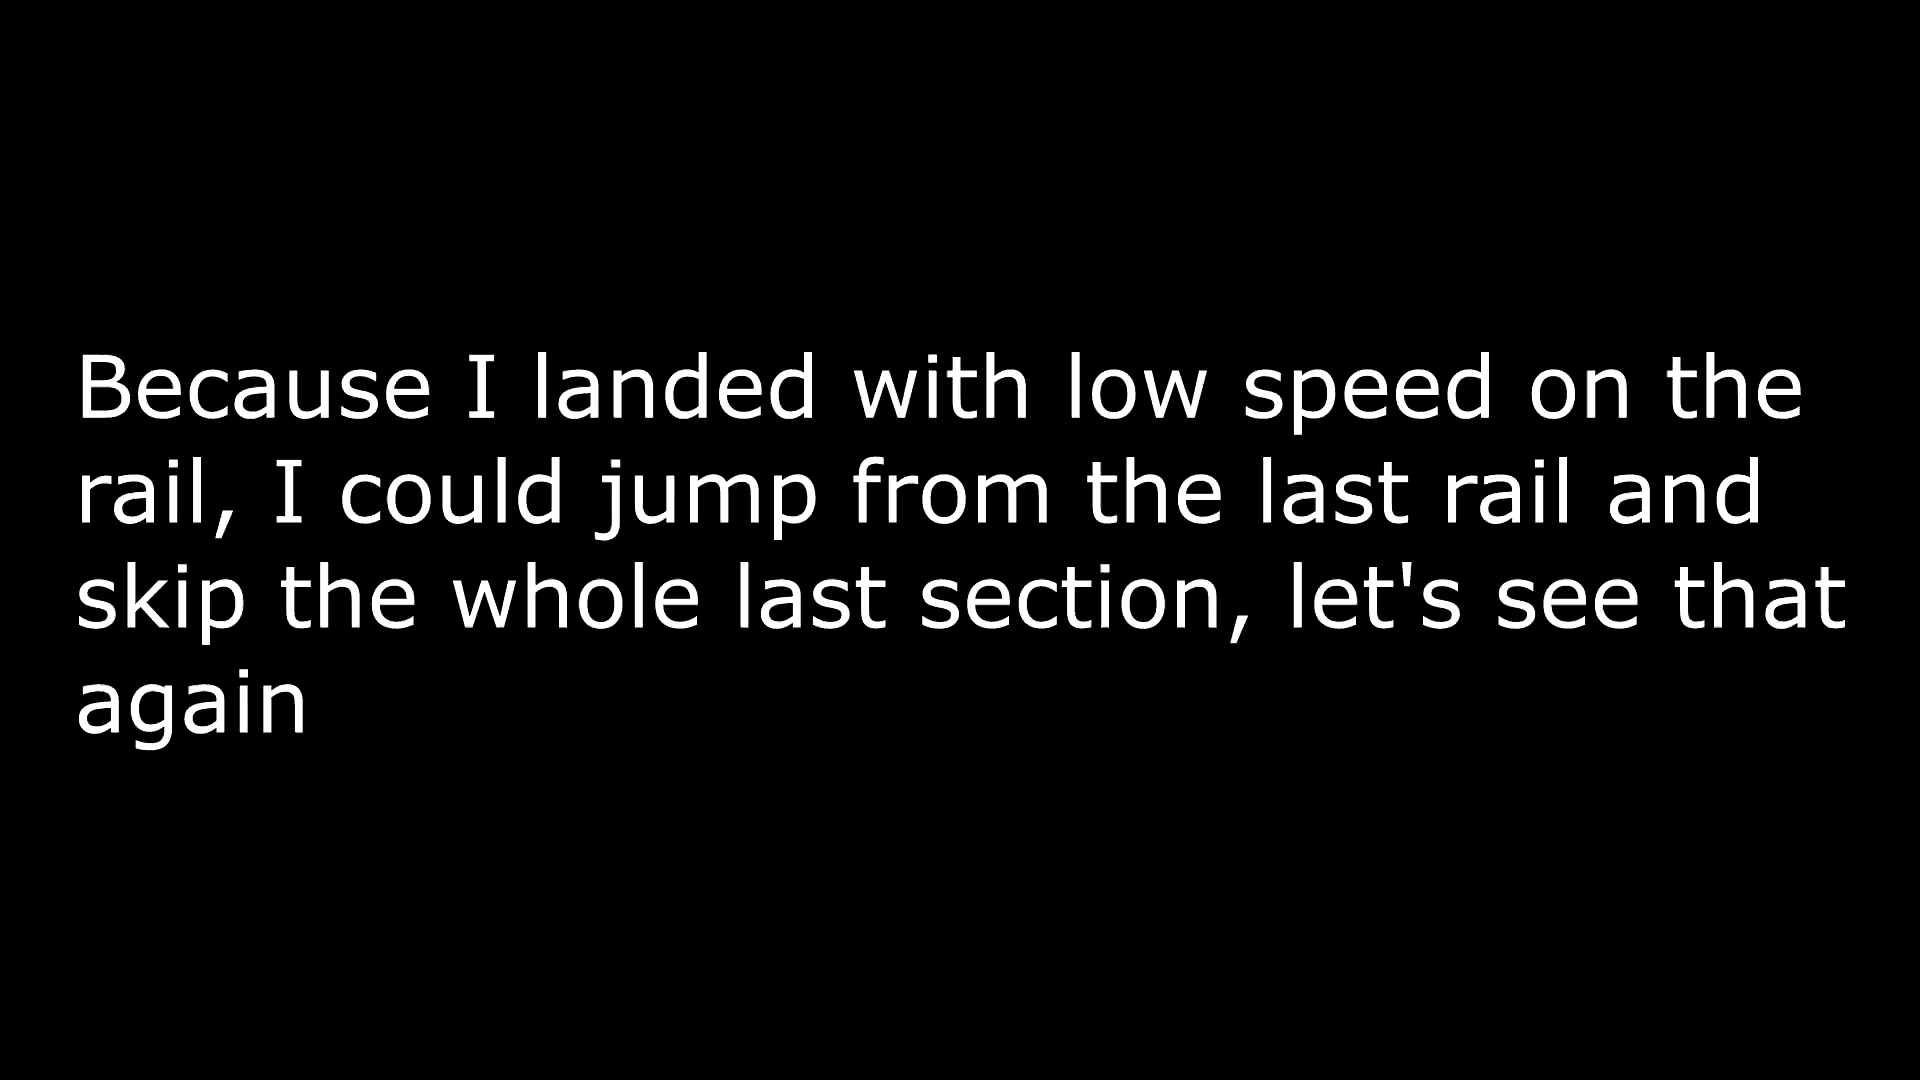 Because I landed with low speed on the
rail, I could jump from the last rail and
skip the whole last section, let's see that
again